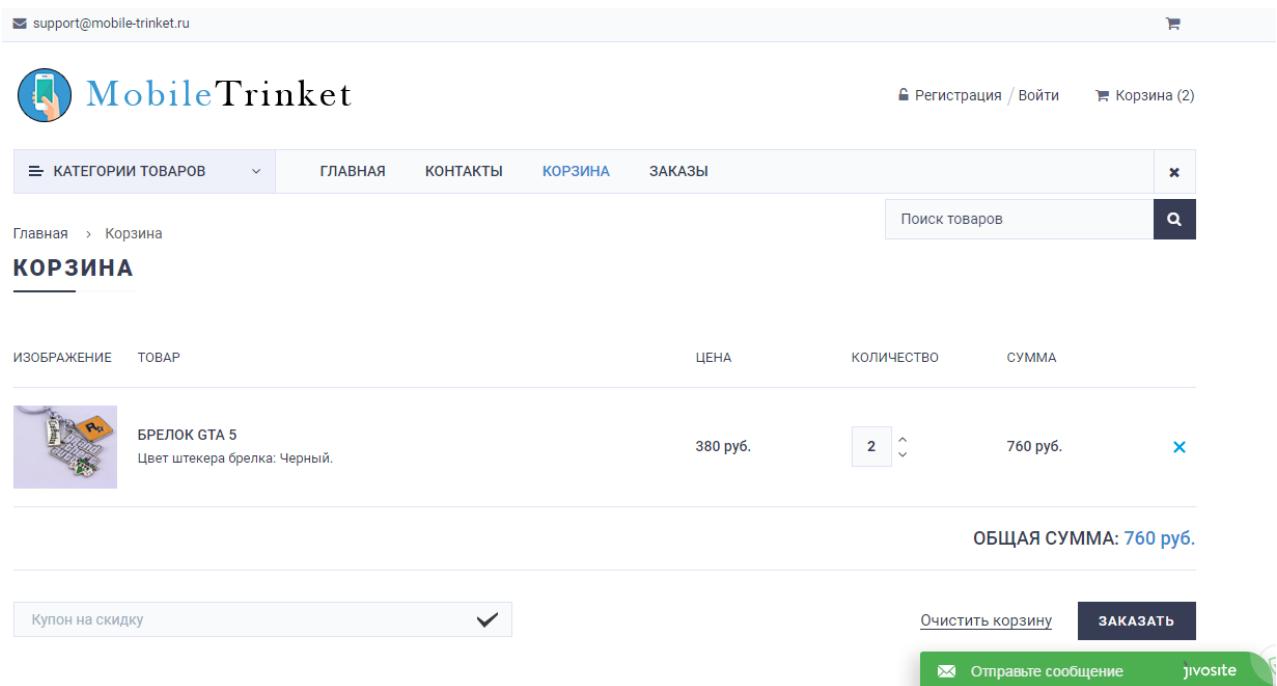 support@mobile-trinket.ru
MobileTrinket
Регистрация / Войти
Корзина (2)
КАТЕГОРИИ ТОВАРОВ
ГЛАВНАЯ
КОНТАКТЫ
КОРЗИНА
ЗАКАЗЫ
Поиск товаров
Главная > Корзина
КОРЗИНА
ИЗОБРАЖЕНИЕ
ТОВАР
ЦЕНА
КОЛИЧЕСТВО
СУММА
БРЕЛОК GTA 5
Цвет штекера брелка: Черный.
380 руб.
2
760 руб.
ОБЩАЯ СУММА: 760 руб.
Купон на скидку
Очистить корзину
ЗАКАЗАТЬ
Отправьте сообщение
jivosite